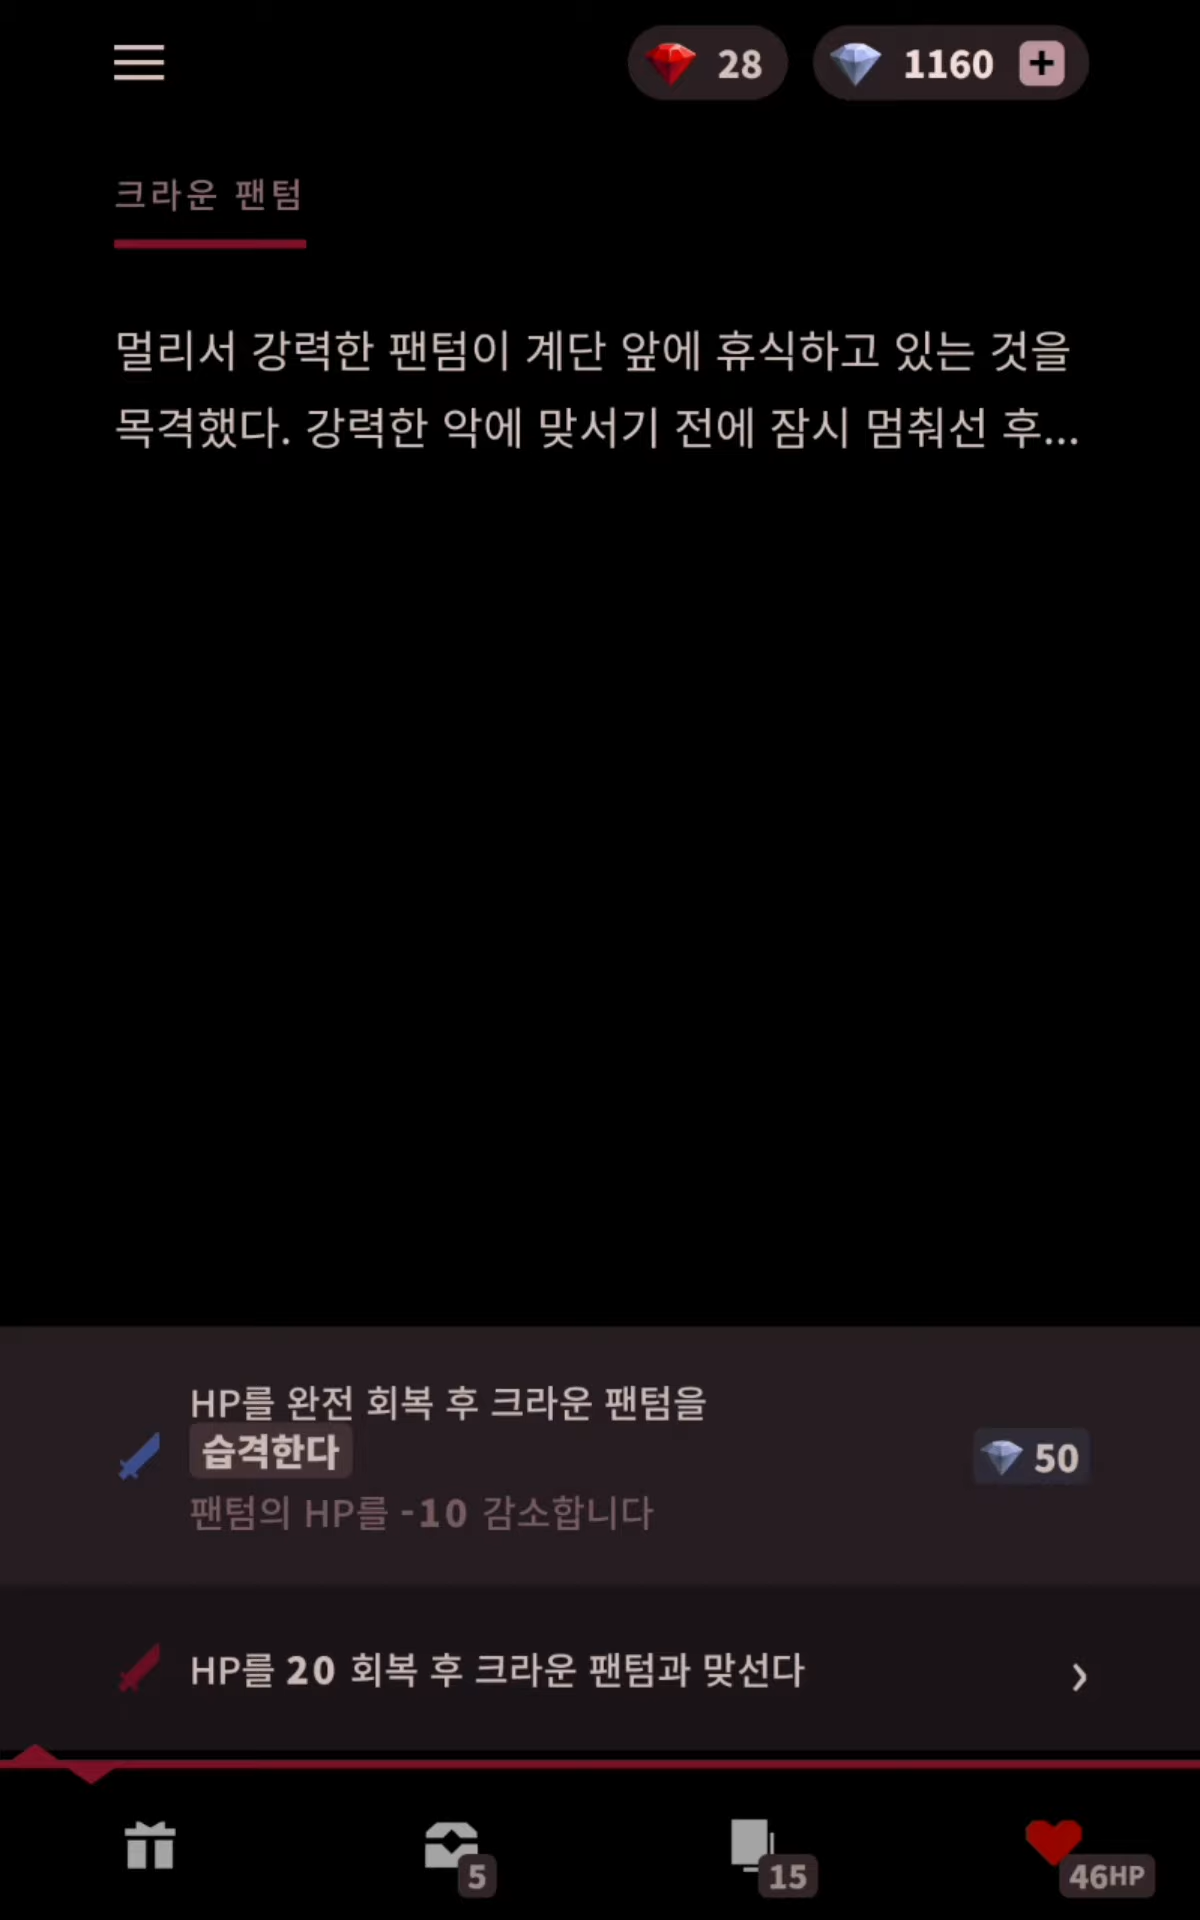 28
1160
크라운 팬텀
멀리서 강력한 팬텀이 계단 앞에 휴식하고 있는 것을
목격했다. 강력한 악에 맞서기 전에 잠시 멈춰선 후...
HP를 완전 회복 후 크라운 팬텀을
습격한다
50
팬텀의 HP를 -10 감소합니다
HP를 20 회복 후 크라운 팬텀과 맞선다
5
15
46HP